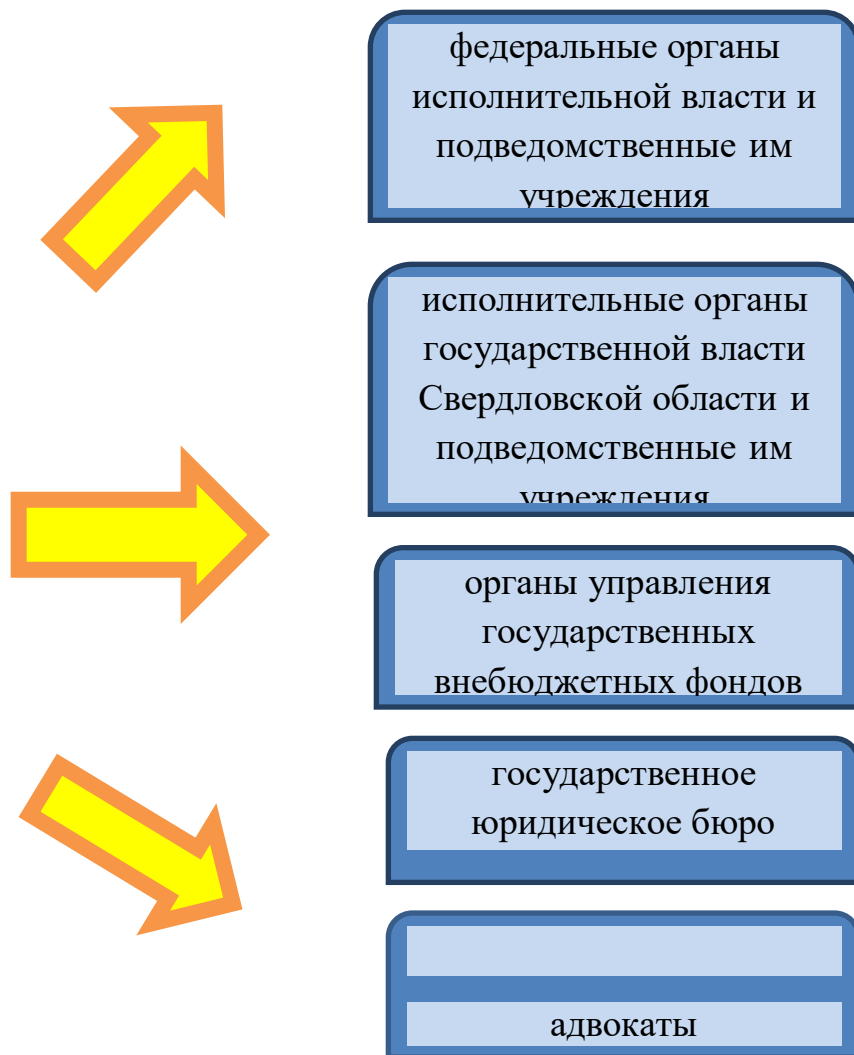 федеральные органы
исполнительной власти и
подведомственные им
учреждения
исполнительные органы
государственной власти
Свердловской области и
подведомственные им
учреждения
органы управления
государственных
внебюджетных фондов
государственное
юридическое бюро
адвокаты